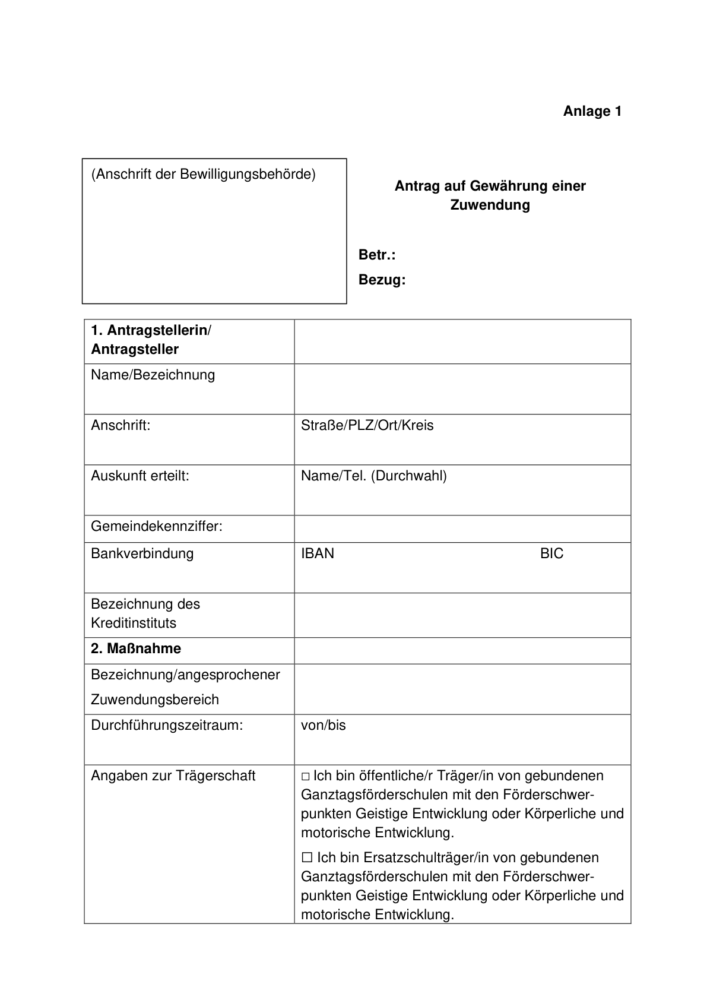 Anlage 1
(Anschrift der Bewilligungsbehörde)
Antrag auf Gewährung einer
Zuwendung
Betr.:
Bezug:
1. Antragstellerin/
Antragsteller
Name/Bezeichnung
Anschrift:
Straße/PLZ/Ort/Kreis
Auskunft erteilt:
Name/Tel. (Durchwahl)
Gemeindekennziffer:
Bankverbindung
IBAN BIC
Bezeichnung des
Kreditinstituts
2. Maßnahme
Bezeichnung/angesprochener
Zuwendungsbereich
Durchführungszeitraum:
von/bis
Angaben zur Trägerschaft
□ Ich bin öffentliche/r Träger/in von gebundenen
Ganztagsförderschulen mit den Förderschwer-
punkten Geistige Entwicklung oder Körperliche und
motorische Entwicklung.
☐ Ich bin Ersatzschulträger/in von gebundenen
Ganztagsförderschulen mit den Förderschwer-
punkten Geistige Entwicklung oder Körperliche und
motorische Entwicklung.